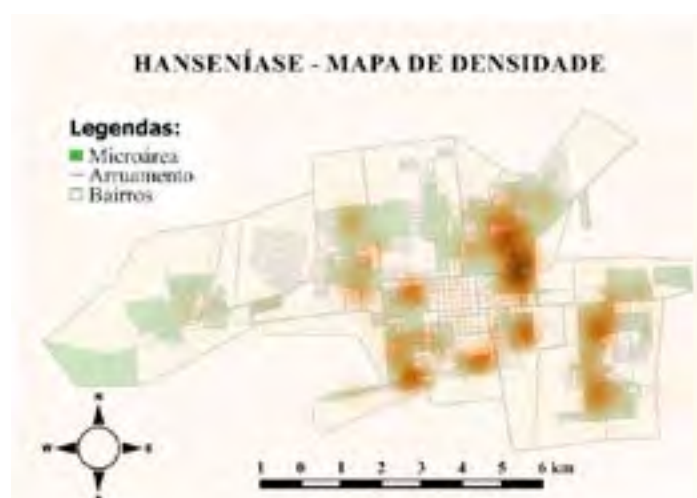 HANSENÍASE - MAPA DE DENSIDADE
Legendas:
Microárea
Arruamento
Bairros
N
W E
1 0 1 2 3 4 5 6 km